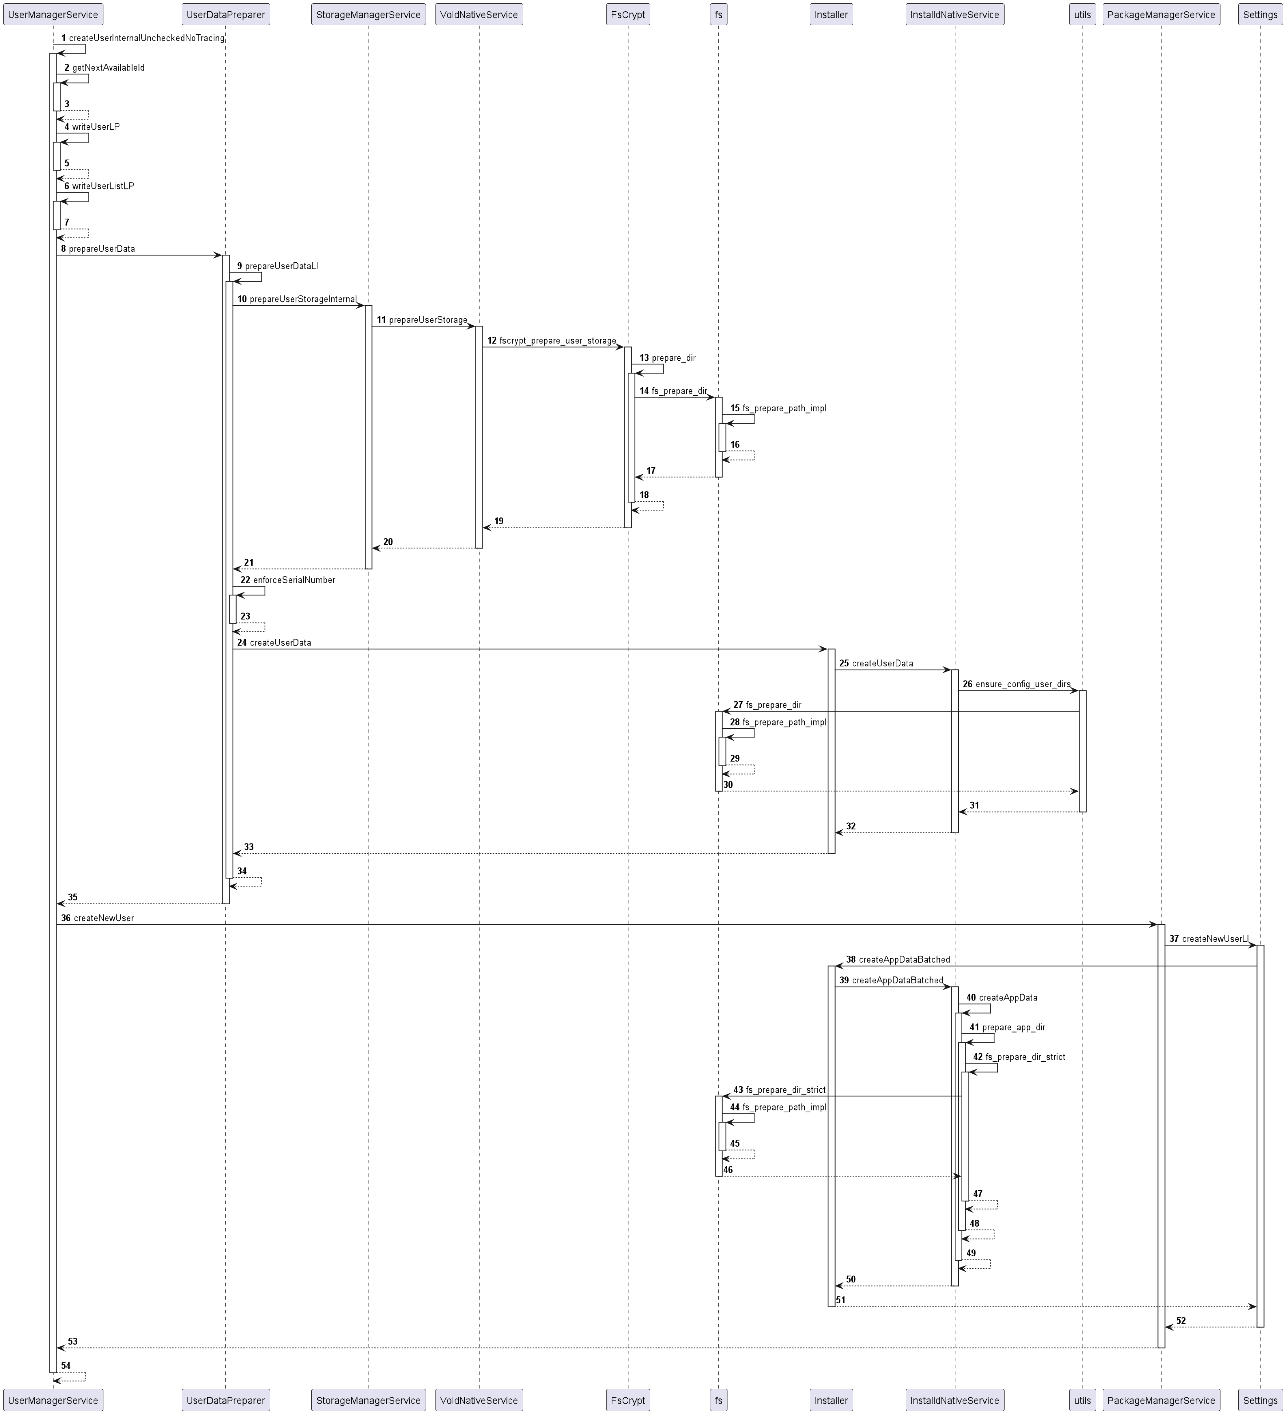 UserManagerService UserDataPreparer StorageManagerService VoldNativeService FsCrypt fs Installer InstalldNativeService utils PackageManagerService Settings
1 createUserInternalUncheckedNoTracing
2 getNextAvailableId
3
4 writeUserLP
5
6 writeUserListLP
7
8 prepareUserData
9 prepareUserDataLI
10 prepareUserStorageInternal
11 prepareUserStorage
12 fscrypt_prepare_user_storage
13 prepare_dir
14 fs_prepare_dir
15 fs_prepare_path_impl
16
17
18
19
20
21
22 enforceSerialNumber
23
24 createUserData
25 createUserData
26 ensure_config_user_dirs
27 fs_prepare_dir
28 fs_prepare_path_impl
29
30
31
32
33
34
35
36 createNewUser
37 createNewUserLI
38 createAppDataBatched
39 createAppDataBatched
40 createAppData
41 prepare_app_dir
42 fs_prepare_dir_strict
43 fs_prepare_dir_strict
44 fs_prepare_path_impl
45
46
47
48
49
50
51
52
53
54
UserManagerService UserDataPreparer StorageManagerService VoldNativeService FsCrypt fs Installer InstalldNativeService utils PackageManagerService Settings